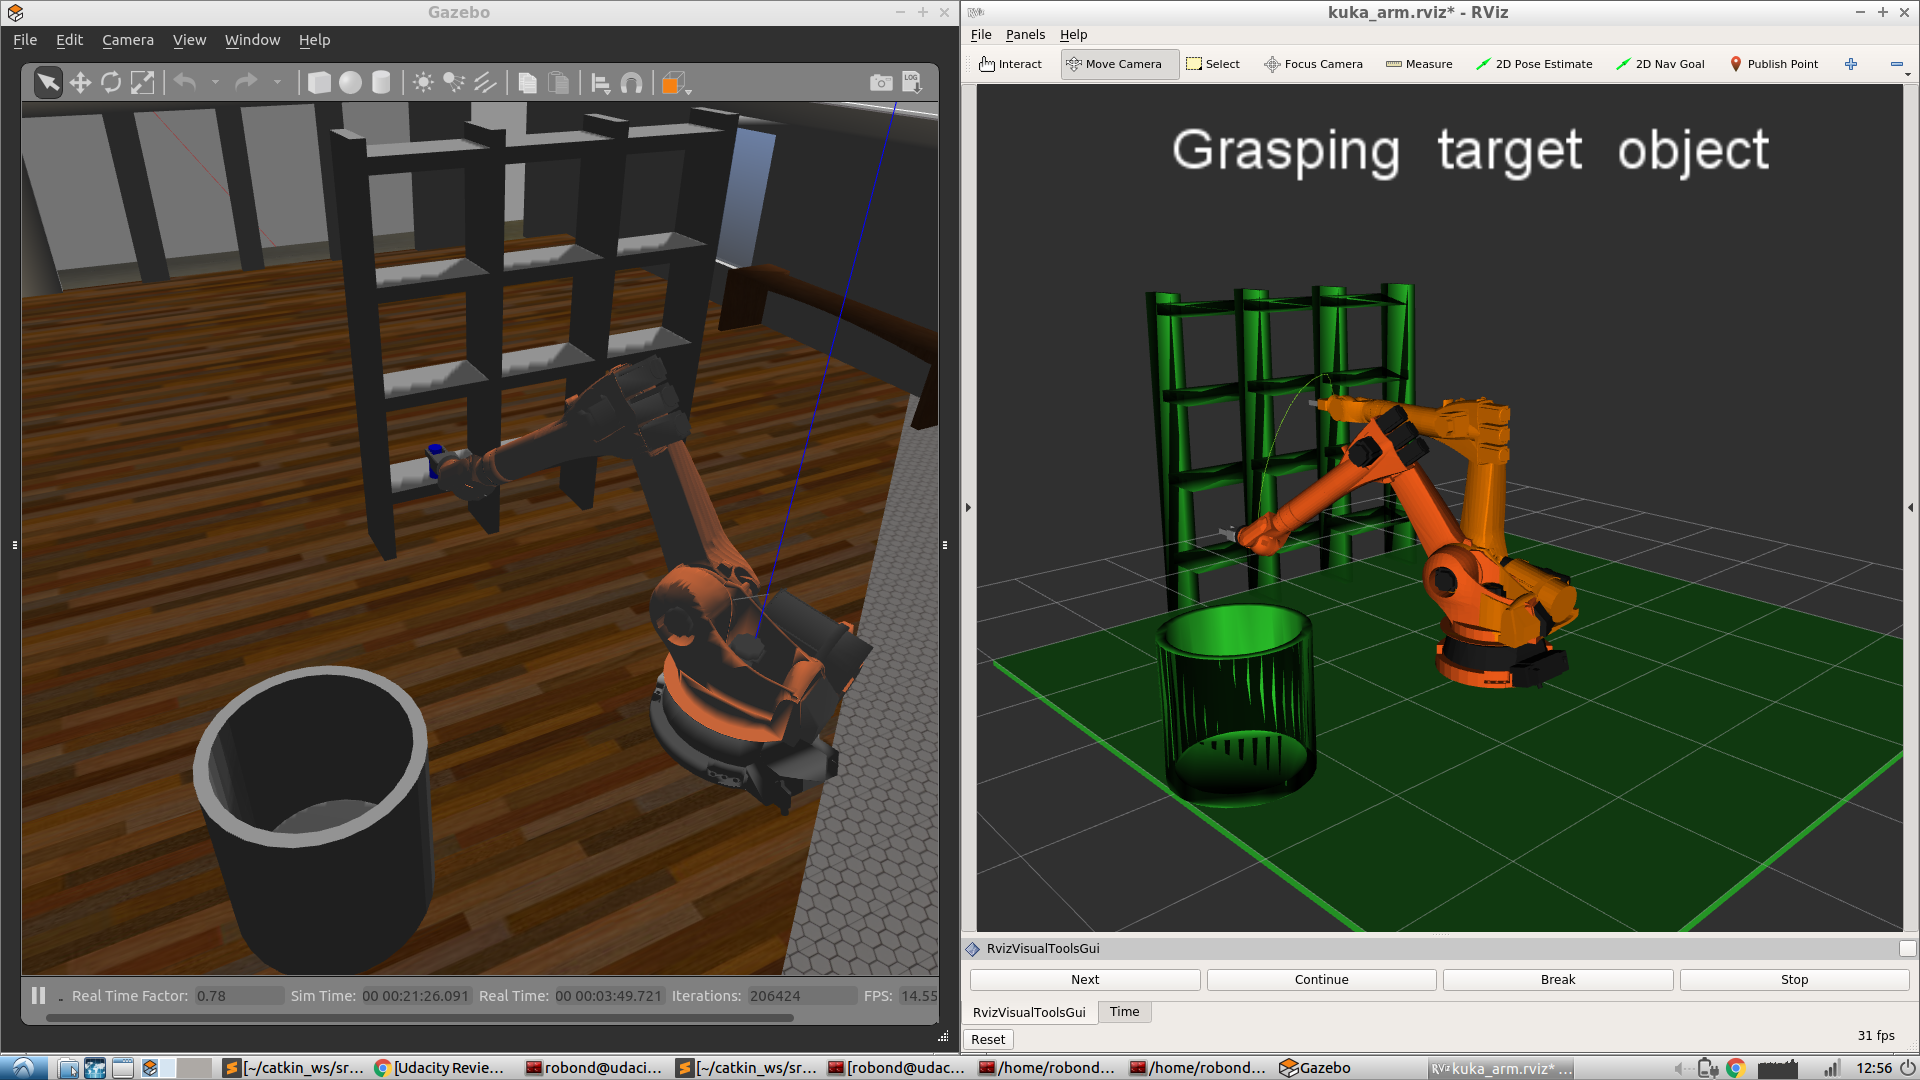 Gazebo
File Edit Camera View Window Help
LOG
Real Time Factor: 0.78 Sim Time: 00 00:21:26.091 Real Time: 00 00:03:49.721 Iterations: 206424 FPS: 14.55
kuka_arm.rviz* - RViz
File Panels Help
Interact Move Camera Select Focus Camera Measure 2D Pose Estimate 2D Nav Goal Publish Point
Grasping target object
RvizVisualToolsGui
Next Continue Break Stop
RvizVisualToolsGui Time
Reset 31 fps
[~/catkin_ws/sr... [Udacity Revie... robond@udaci... [~/catkin_ws/sr... [robond@udac... /home/robond... /home/robond... Gazebo kuka_arm.rviz* ... 12:56